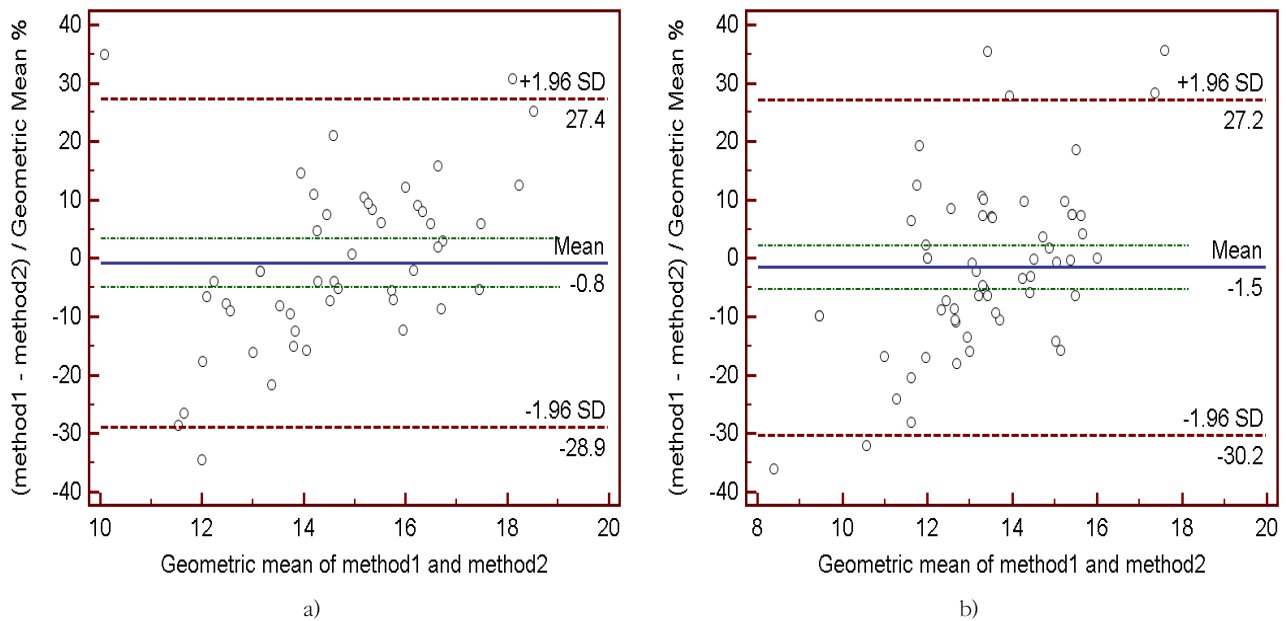 (method1 - method2) / Geometric Mean %
40
30
20
10
0
-10
-20
-30
-40
+1.96 SD
27.4
Mean
-0.8
-1.96 SD
-28.9
10 12 14 16 18 20
Geometric mean of method1 and method2
a)
(method1 - method2) / Geometric Mean %
40
30
20
10
0
-10
-20
-30
-40
+1.96 SD
27.2
Mean
-1.5
-1.96 SD
-30.2
8 10 12 14 16 18 20
Geometric mean of method1 and method2
b)